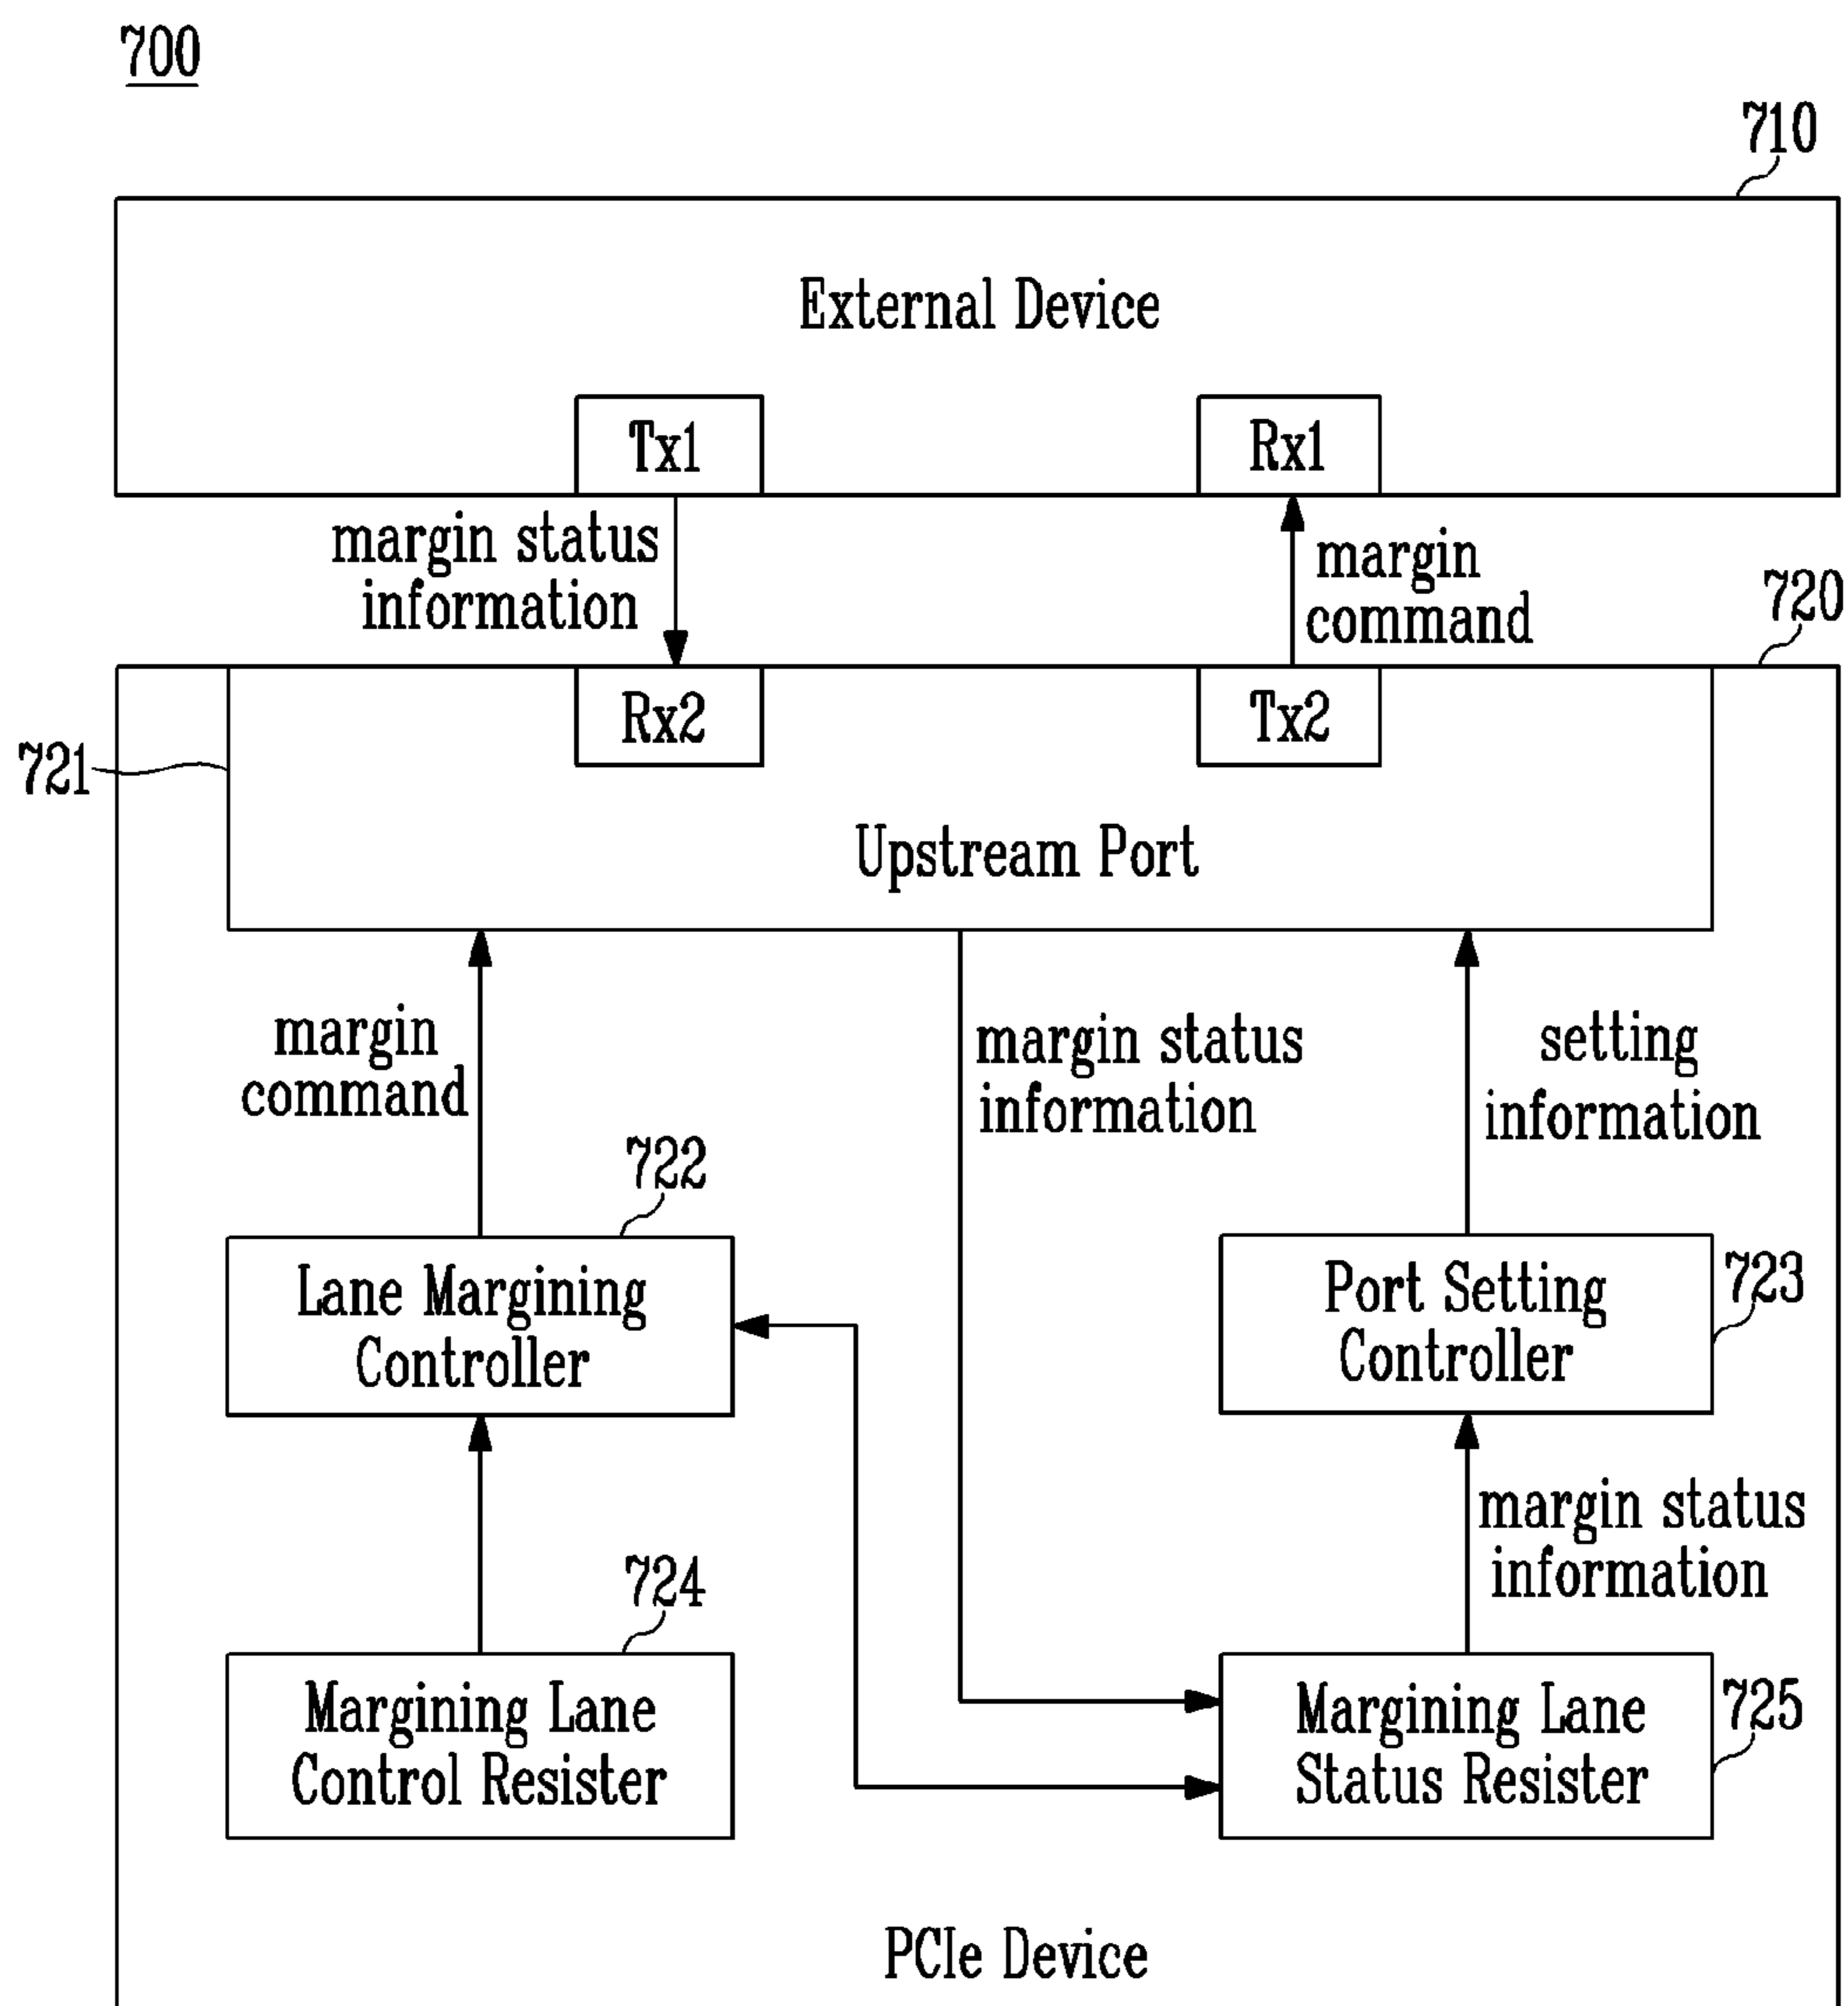 700
710
External Device
Tx1
Rx1
margin status
information
margin
command
720
Rx2
Tx2
721
Upstream Port
margin
command
margin status
information
setting
information
722
Lane Margining
Controller
Port Setting
Controller
723
margin status
information
724
Margining Lane
Control Resister
Margining Lane
Status Resister
725
PCIe Device